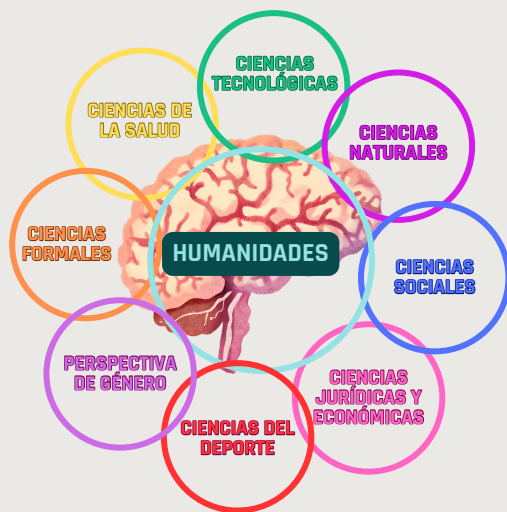 CIENCIAS
TECNOLÓGICAS
CIENCIAS DE
LA SALUD
CIENCIAS
NATURALES
CIENCIAS
FORMALES
HUMANIDADES
CIENCIAS
SOCIALES
PERSPECTIVA
DE GÉNERO
CIENCIAS
JURÍDICAS Y
ECONÓMICAS
CIENCIAS DEL
DEPORTE